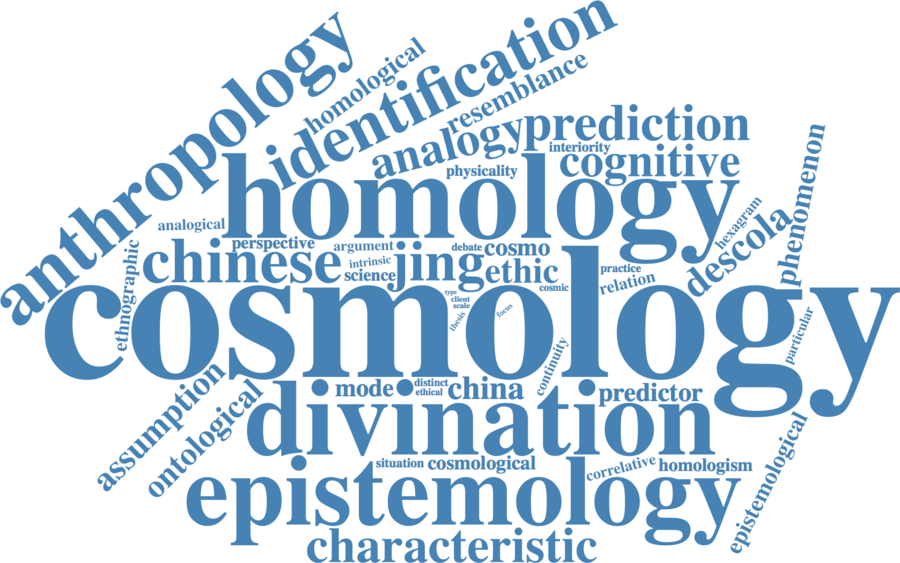 anthropology
homological
identification
resemblance
analogy
prediction
interiority
cognitive
physicality
homology
phenomenon
hexagram
descola
analogical
perspective
argument
debate
cosmo
chinese
intrinsic
science
jing
ethic
practice
relation
cosmic
ethnographic
cosmology
type
client
scale
thesis
focus
particular
continuity
assumption
ontological
mode
distinct
ethical
china
predictor
divination
situation
cosmological
correlative
homologism
epistemological
epistemology
characteristic